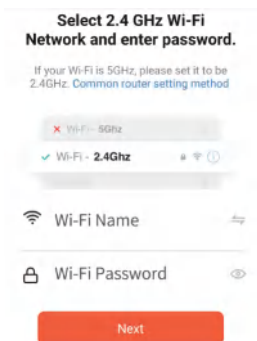 Select 2.4 GHz Wi-Fi
Network and enter password.
If your Wi-Fi is 5GHz, please set it to be
2.4GHz. Common router setting method
Wi-Fi - 5Ghz
Wi-Fi - 2.4Ghz
Wi-Fi Name
Wi-Fi Password
Next